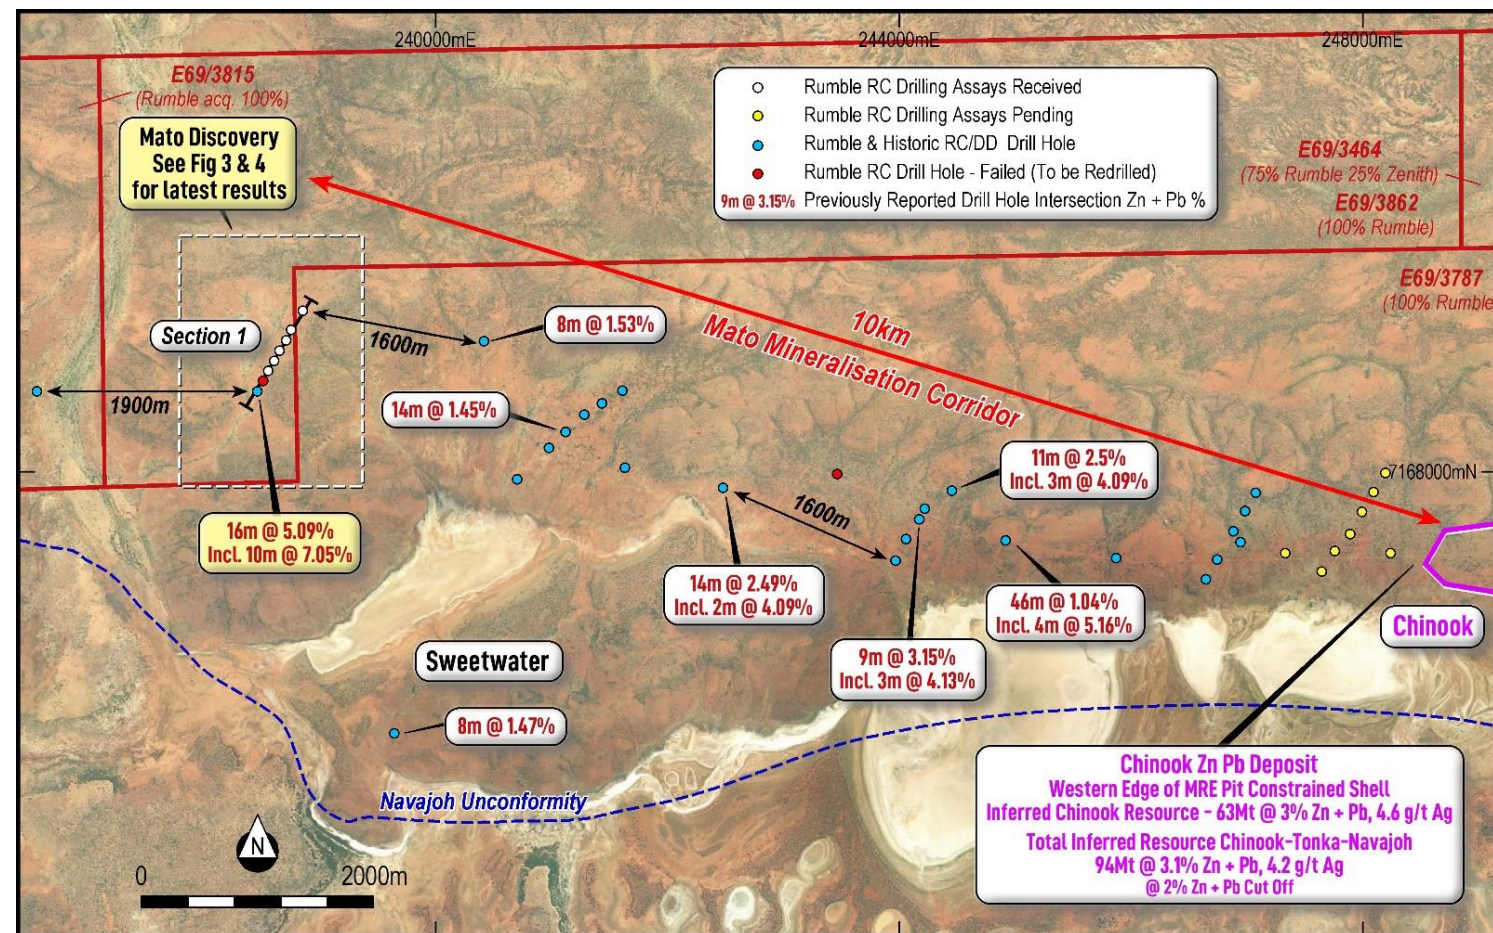 240000mE
244000mE
248000mE
E69/3815
(Rumble acq. 100%)
Mato Discovery
See Fig 3 & 4
for latest results
Rumble RC Drilling Assays Received
Rumble RC Drilling Assays Pending
Rumble & Historic RC/DD Drill Hole
Rumble RC Drill Hole - Failed (To be Redrilled)
9m @ 3.15% Previously Reported Drill Hole Intersection Zn + Pb %
E69/3464
(75% Rumble 25% Zenith)
E69/3862
(100% Rumble)
E69/3787
(100% Rumble
Section 1
1600m
8m @ 1.53%
10km
Mato Mineralisation Corridor
1900m
14m @ 1.45%
11m @ 2.5%
Incl. 3m @ 4.09%
7168000mN
1600m
16m @ 5.09%
Incl. 10m @ 7.05%
14m @ 2.49%
Incl. 2m @ 4.09%
46m @ 1.04%
Incl. 4m @ 5.16%
Chinook
Sweetwater
9m @ 3.15%
Incl. 3m @ 4.13%
8m @ 1.47%
Navajoh Unconformity
Chinook Zn Pb Deposit
Western Edge of MRE Pit Constrained Shell
Inferred Chinook Resource - 63Mt @ 3% Zn + Pb, 4.6 g/t Ag
Total Inferred Resource Chinook-Tonka-Navajoh
94Mt @ 3.1% Zn + Pb, 4.2 g/t Ag
@ 2% Zn + Pb Cut Off
N
0
2000m